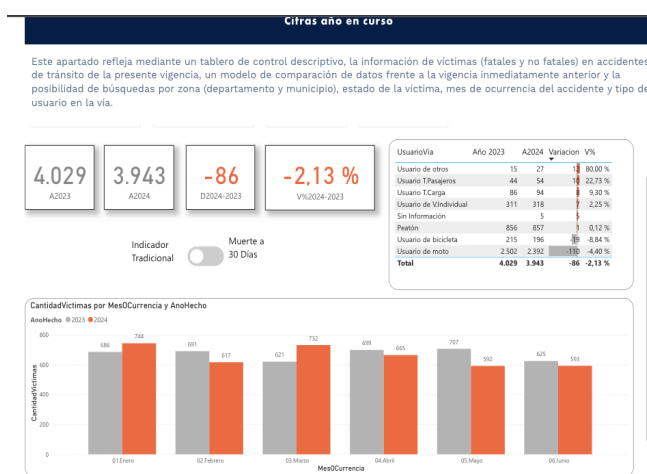 Cifras año en curso
Este apartado refleja mediante un tablero de control descriptivo, la información de víctimas (fatales y no fatales) en accidentes
de tránsito de la presente vigencia, un modelo de comparación de datos frente a la vigencia inmediatamente anterior y la
posibilidad de búsquedas por zona (departamento y municipio), estado de la víctima, mes de ocurrencia del accidente y tipo de
usuario en la vía.
4.029 3.943 -86 -2,13 %
A2023 A2024 D2024-2023 V%2024-2023
Indicador Tradicional
Muerte a 30 Días
UsuarioVia Año 2023 A2024 Variacion V%
Usuario de otros 15 27 12 80,00 %
Usuario T.Pasajeros 44 54 10 22,73 %
Usuario T.Carga 86 94 8 9,30 %
Usuario de V.Individual 311 318 7 2,25 %
Sin Información 5 5
Peatón 856 857 1 0,12 %
Usuario de bicicleta 215 196 -19 -8,84 %
Usuario de moto 2.502 2.392 -110 -4,40 %
Total 4.029 3.943 -86 -2,13 %
CantidadVictimas por MesOCurrencia y AnoHecho
AnoHecho 2023 2024
CantidadVictimas
800
600
400
200
0
686 744 691 617 621 732 699 665 707 592 625 593
01.Enero 02.Febrero 03.Marzo 04.Abril 05.Mayo 06.Junio
MesOCurrencia